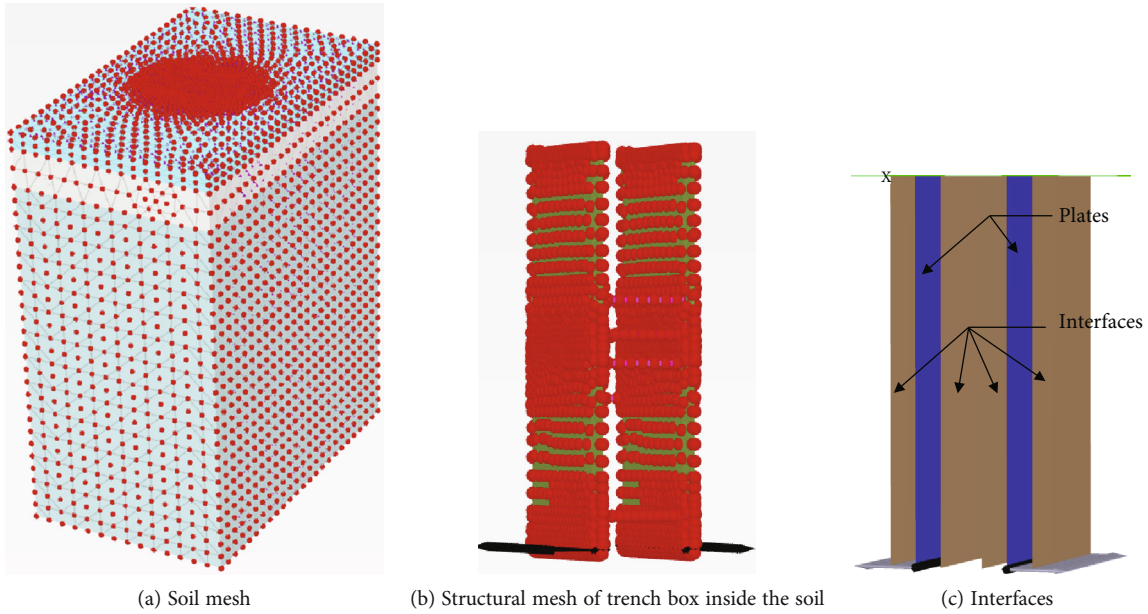 x
Plates
Interfaces
(a) Soil mesh
(b) Structural mesh of trench box inside the soil
(c) Interfaces